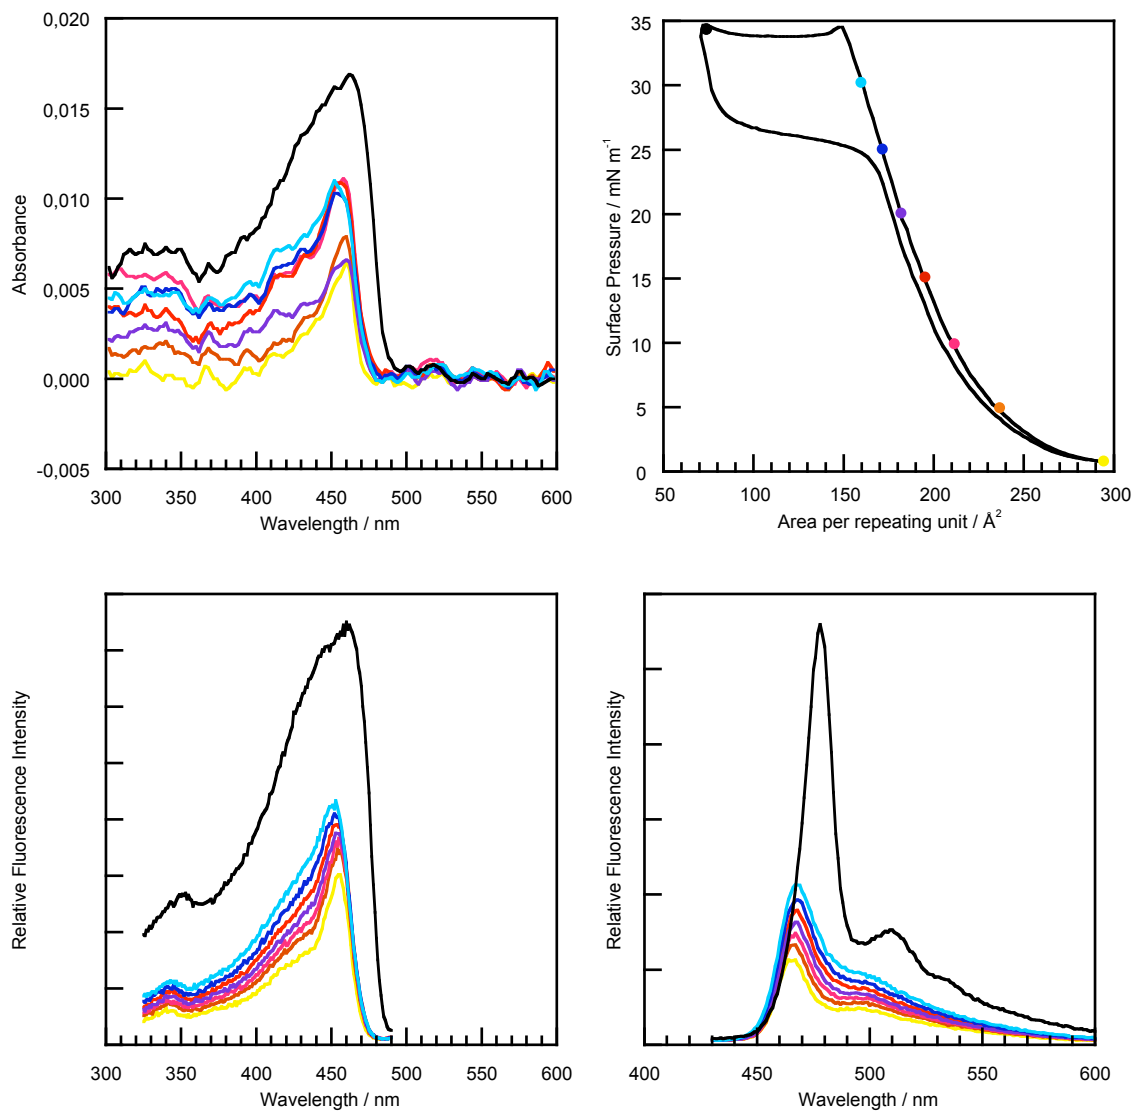 0,020
0,015
0,010
0,005
0,000
-0,005
Absorbance
300 350 400 450 500 550 600
Wavelength / nm
35
30
25
20
15
10
5
0
Surface Pressure / mN m⁻¹
50 100 150 200 250 300
Area per repeating unit / Å²
Relative Fluorescence Intensity
300 350 400 450 500 550 600
Wavelength / nm
Relative Fluorescence Intensity
400 450 500 550 600
Wavelength / nm